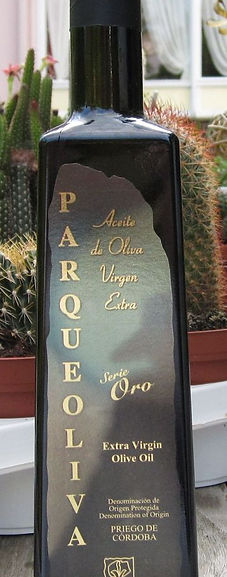 PARQUEOLIVA
Aceite
de Oliva
Virgen
Extra
Serie
Oro
Extra Virgin
Olive Oil
Denominación de
Origen Protegida
Denomination of Origin
PRIEGO DE
CÓRDOBA